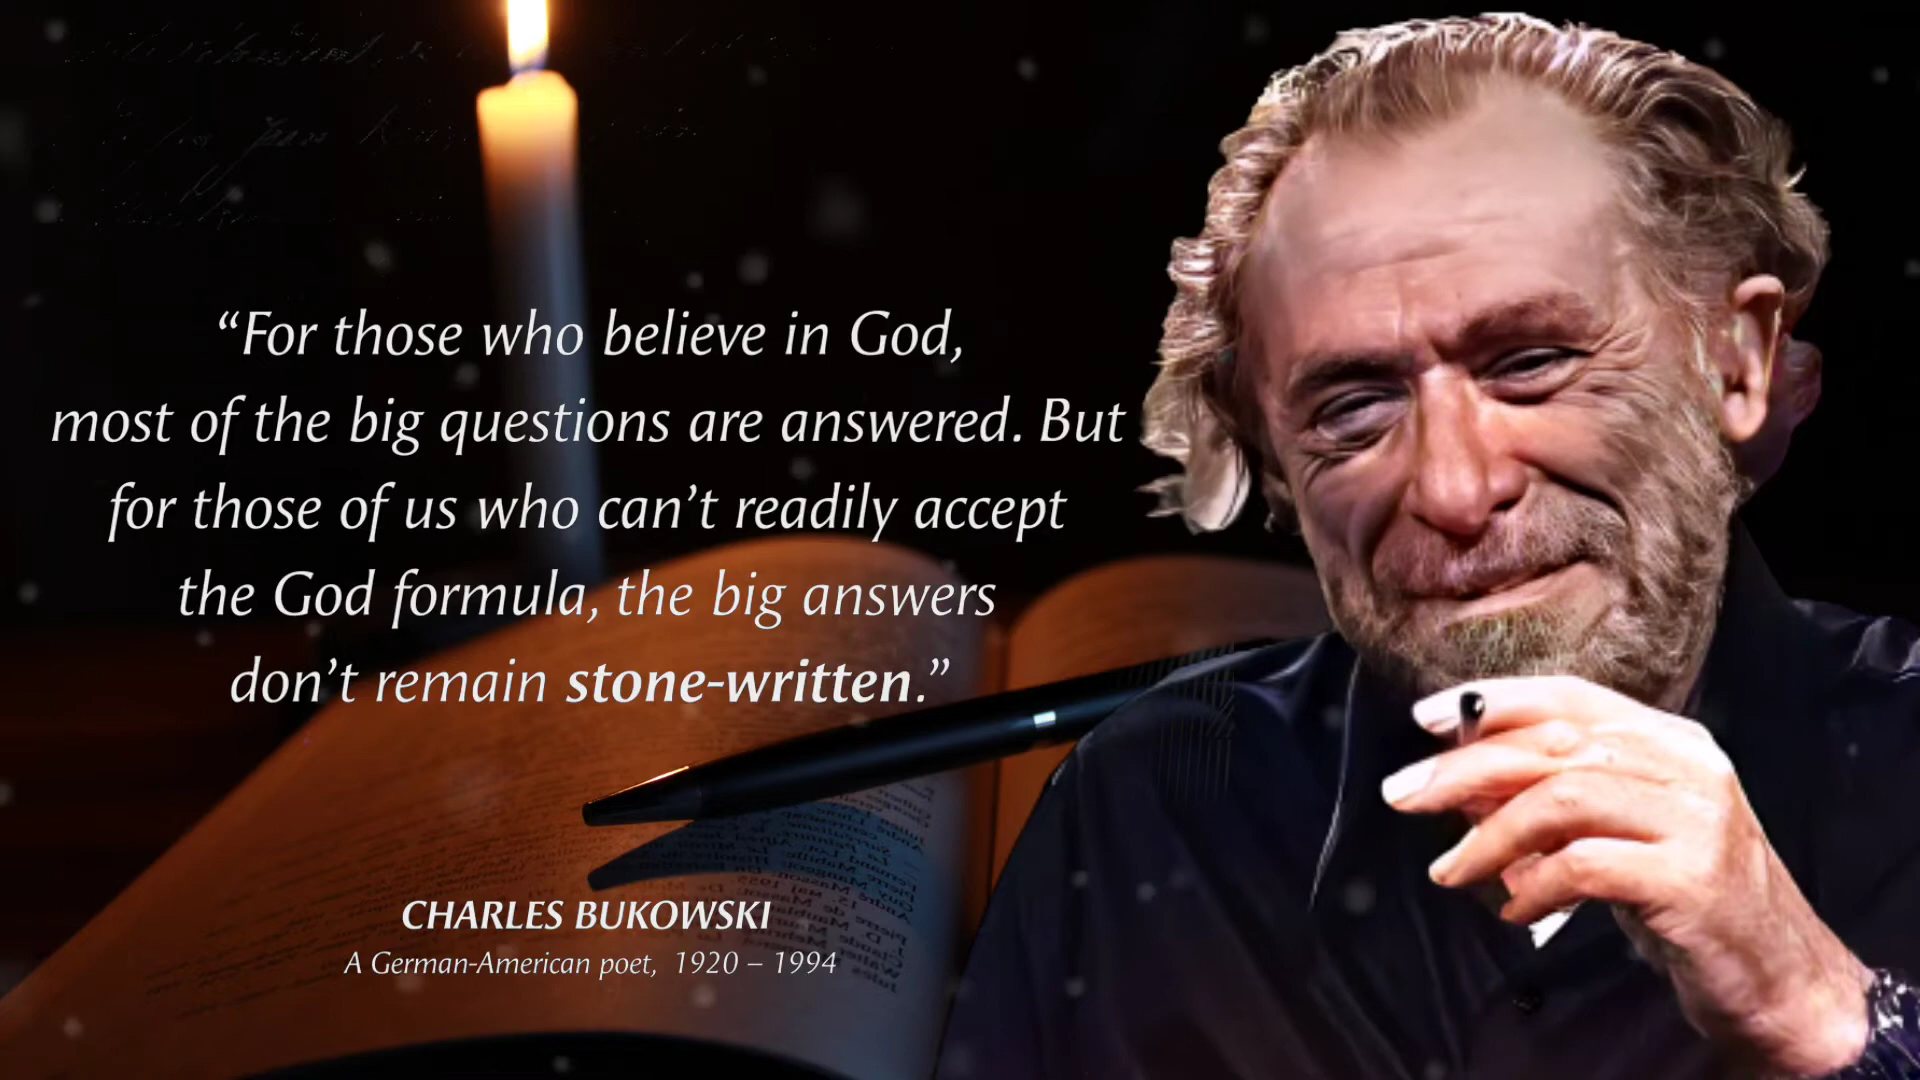 “For those who believe in God,
most of the big questions are answered. But
for those of us who can’t readily accept
the God formula, the big answers
don’t remain stone-written.”
CHARLES BUKOWSKI
A German-American poet, 1920 – 1994